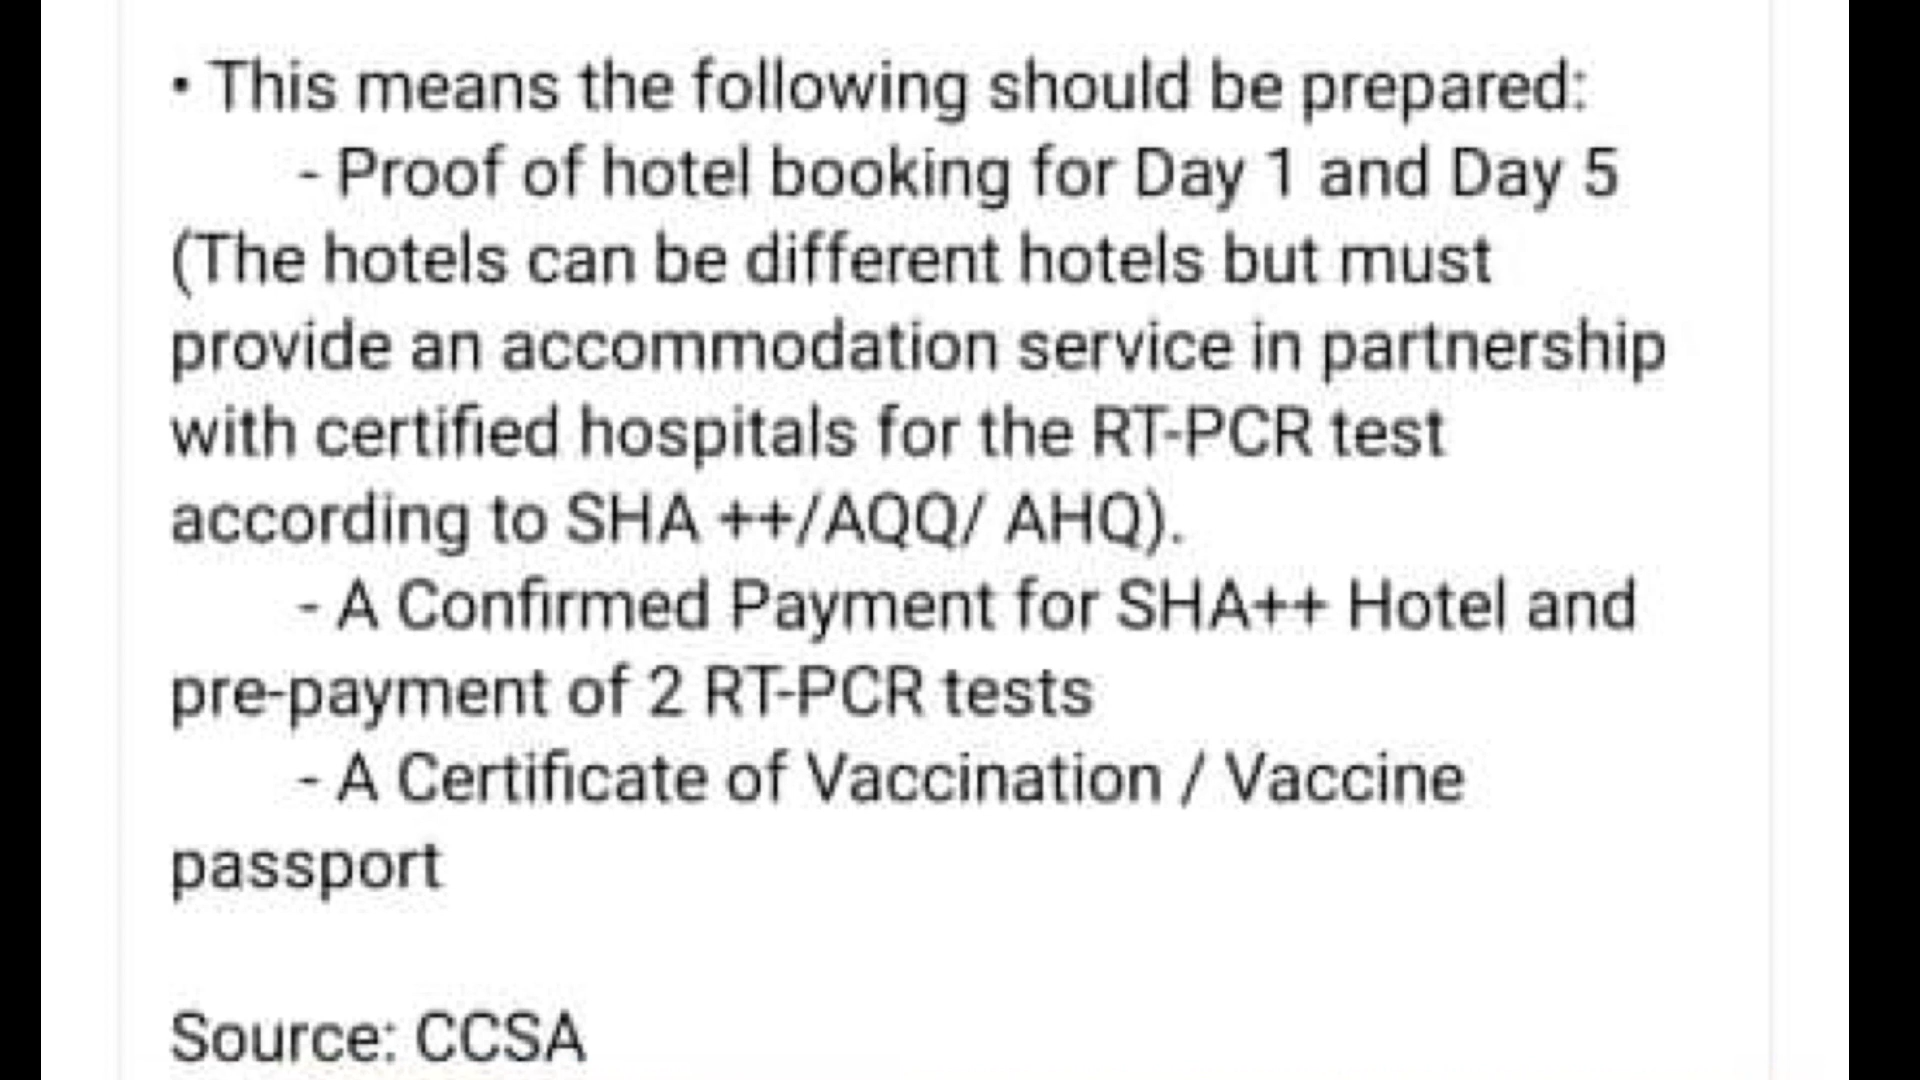 • This means the following should be prepared:
- Proof of hotel booking for Day 1 and Day 5
(The hotels can be different hotels but must
provide an accommodation service in partnership
with certified hospitals for the RT-PCR test
according to SHA ++/AQQ/ AHQ).
- A Confirmed Payment for SHA++ Hotel and
pre-payment of 2 RT-PCR tests
- A Certificate of Vaccination / Vaccine
passport
Source: CCSA